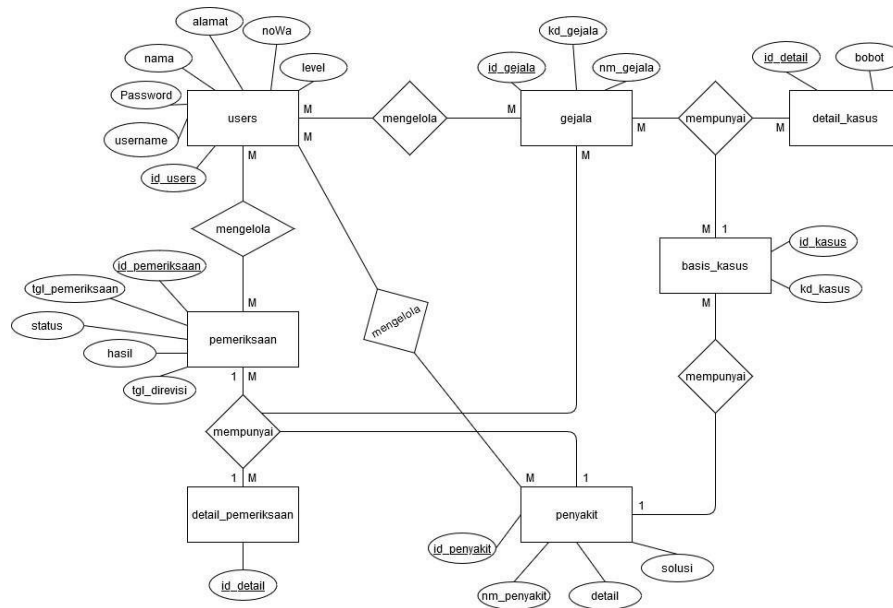 alamat
noWa
nama
level
Password
username
id_users
users
M
M
M
mengelola
M
kd_gejala
id_gejala
nm_gejala
gejala
M
M
mempunyai
M
id_detail
bobot
detail_kasus
mengelola
M
id_pemeriksaan
tgl_pemeriksaan
status
hasil
tgl_direvisi
pemeriksaan
1 M
mengelola
M 1
basis_kasus
id_kasus
kd_kasus
M
mempunyai
mempunyai
1 M
detail_pemeriksaan
id_detail
M
1
1
penyakit
id_penyakit
nm_penyakit
detail
solusi